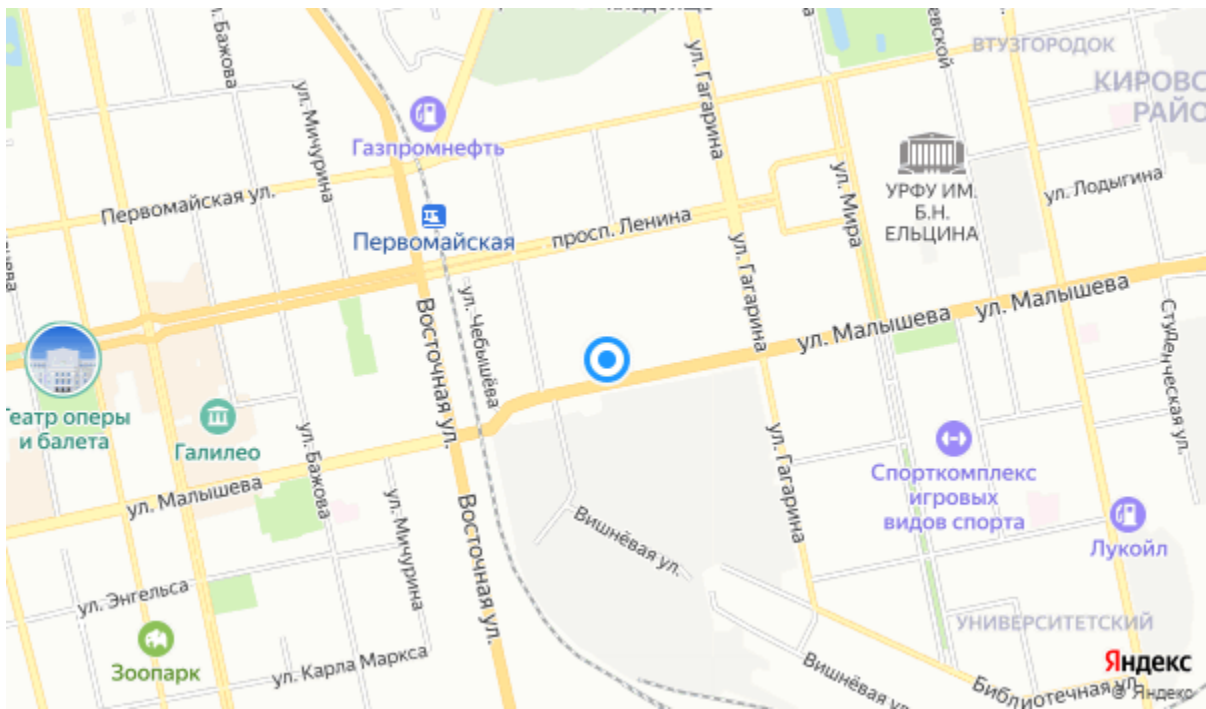 ул. Бажова
ул. Мичурина
ул. Гагарина
ВТУЗГОРОДОК
КИРОВС
РАЙО
Газпромнефть
Первомайская ул.
Первомайская
просп. Ленина
ул. Мира
УРФУ ИМ.
Б.Н.
ЕЛЬЦИНА
ул. Лодыгина
ул. Гагарина
ул. Чебышёва
Восточная ул.
ул. Малышева
ул. Малышева
Студенческая ул.
еатр оперы
и балета
Галилео
ул. Бажова
ул. Малышева
ул. Мичурина
Восточная ул.
ул. Гагарина
Спорткомплекс
игровых
видов спорта
Лукойл
Вишнёвая ул.
ул. Энгельса
Зоопарк
ул. Карла Маркса
УНИВЕРСИТЕТСКИЙ
Вишнёвая ул.
Библиотечная ул.
Яндекс
© Яндекс